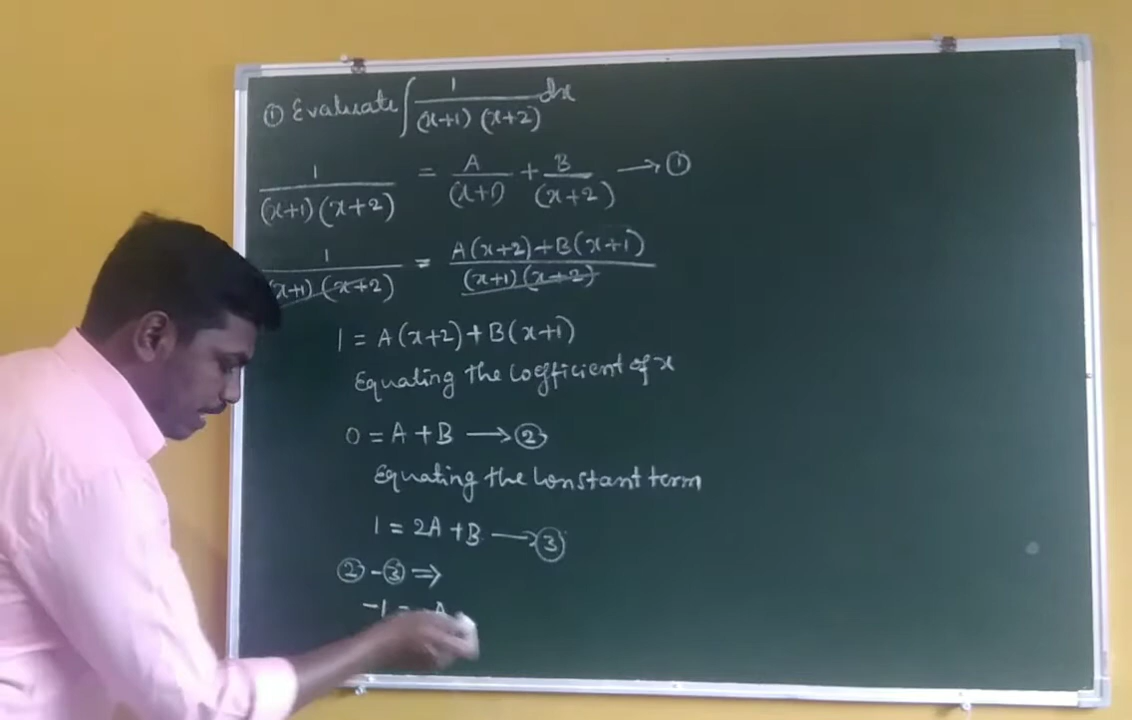 ① Evaluate ∫ 1/((x+1)(x+2)) dx
1/((x+1)(x+2)) = A/(x+1) + B/(x+2) → ①
1/((x+1)(x+2)) = (A(x+2)+B(x+1))/((x+1)(x+2))
1 = A(x+2)+B(x+1)
Equating the coefficient of x
0 = A + B → ②
Equating the constant term
1 = 2A + B → ③
② - ③ ⇒
-1 = -A